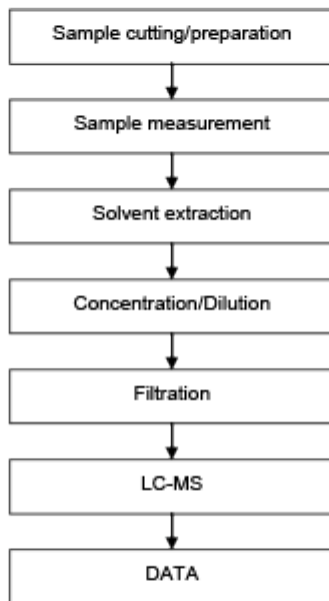 Sample cutting/preparation
Sample measurement
Solvent extraction
Concentration/Dilution
Filtration
LC-MS
DATA